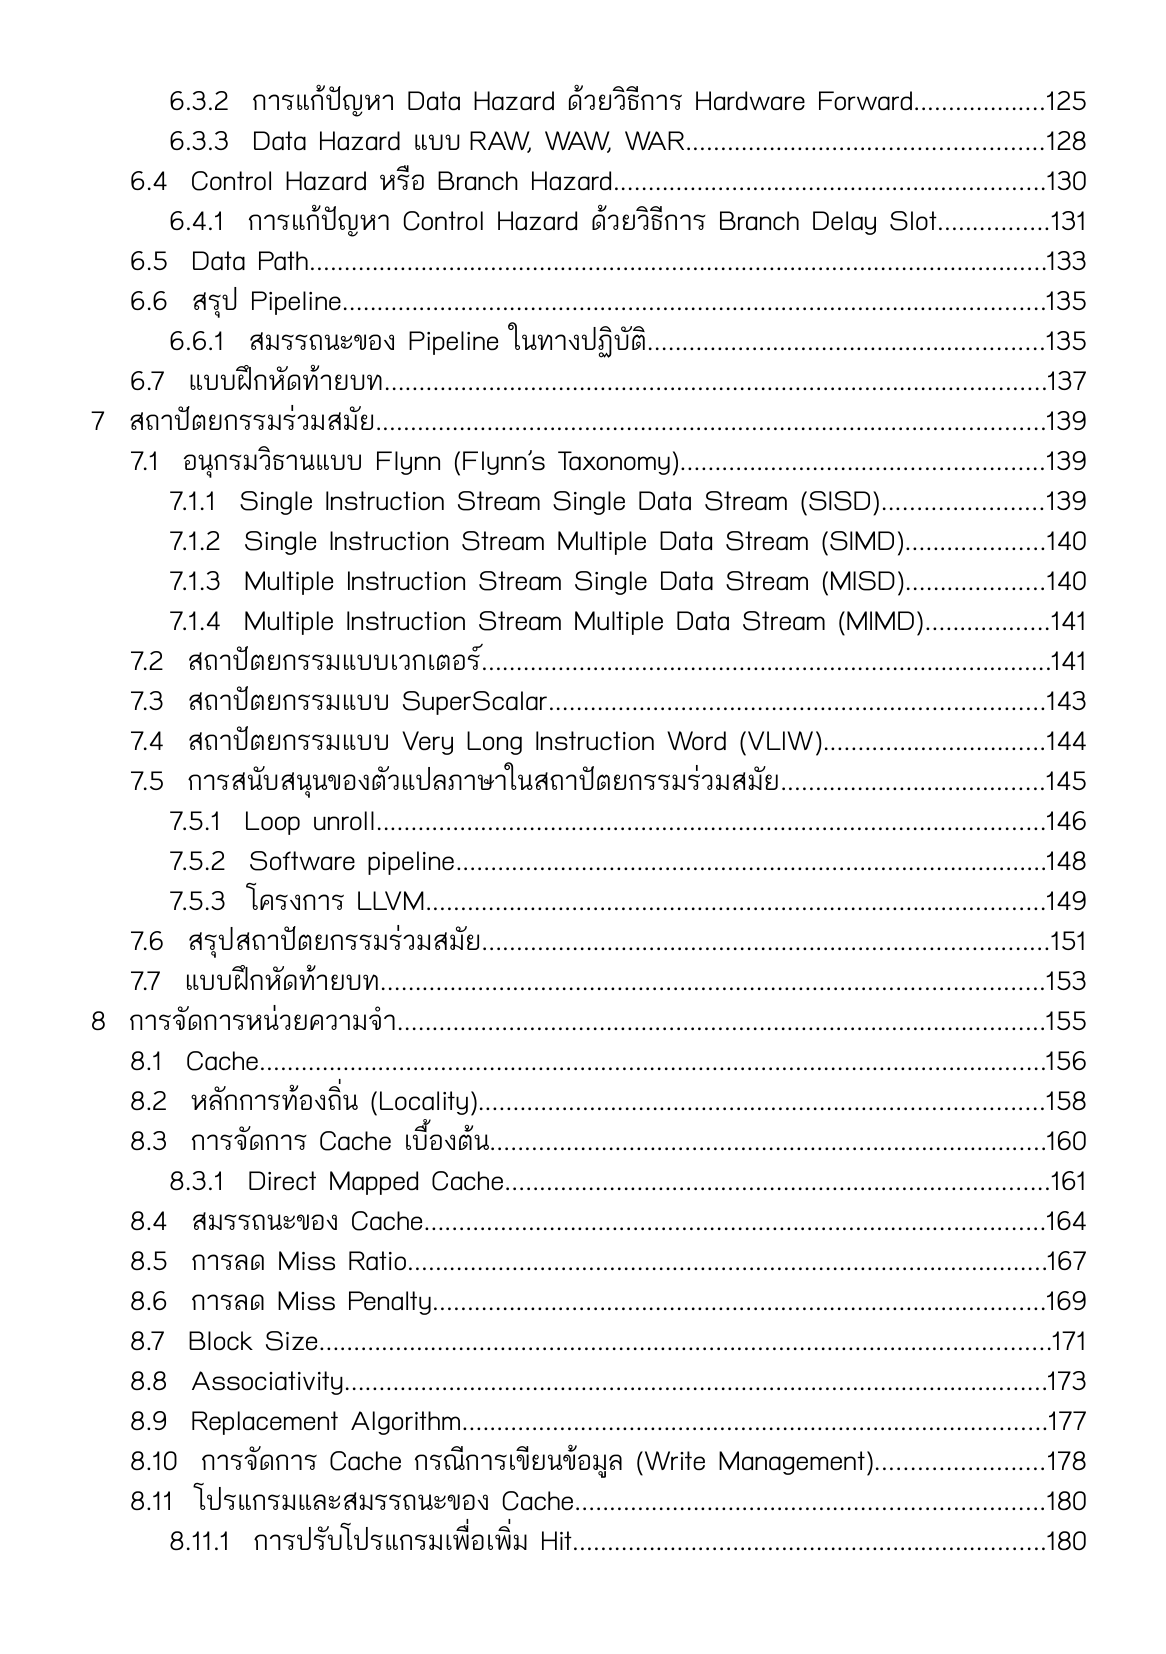 6.3.2 การแก้ปัญหา Data Hazard ด้วยวิธีการ Hardware Forward...................125
6.3.3 Data Hazard แบบ RAW, WAW, WAR....................................................128
6.4 Control Hazard หรือ Branch Hazard...............................................................130
6.4.1 การแก้ปัญหา Control Hazard ด้วยวิธีการ Branch Delay Slot................131
6.5 Data Path..........................................................................................................133
6.6 สรุป Pipeline.....................................................................................................135
6.6.1 สมรรถนะของ Pipeline ในทางปฏิบัติ.........................................................135
6.7 แบบฝึกหัดท้ายบท...............................................................................................137
7 สถาปัตยกรรมร่วมสมัย................................................................................................139
7.1 อนุกรมวิธานแบบ Flynn (Flynn’s Taxonomy).....................................................139
7.1.1 Single Instruction Stream Single Data Stream (SISD)........................139
7.1.2 Single Instruction Stream Multiple Data Stream (SIMD)....................140
7.1.3 Multiple Instruction Stream Single Data Stream (MISD)....................140
7.1.4 Multiple Instruction Stream Multiple Data Stream (MIMD)..................141
7.2 สถาปัตยกรรมแบบเวกเตอร์..................................................................................141
7.3 สถาปัตยกรรมแบบ SuperScalar........................................................................143
7.4 สถาปัตยกรรมแบบ Very Long Instruction Word (VLIW)................................144
7.5 การสนับสนุนของตัวแปลภาษาในสถาปัตยกรรมร่วมสมัย......................................145
7.5.1 Loop unroll................................................................................................146
7.5.2 Software pipeline.....................................................................................148
7.5.3 โครงการ LLVM.........................................................................................149
7.6 สรุปสถาปัตยกรรมร่วมสมัย..................................................................................151
7.7 แบบฝึกหัดท้ายบท................................................................................................153
8 การจัดการหน่วยความจำ.............................................................................................155
8.1 Cache.................................................................................................................156
8.2 หลักการท้องถิ่น (Locality)..................................................................................158
8.3 การจัดการ Cache เบื้องต้น................................................................................160
8.3.1 Direct Mapped Cache..............................................................................161
8.4 สมรรถนะของ Cache.........................................................................................164
8.5 การลด Miss Ratio............................................................................................167
8.6 การลด Miss Penalty........................................................................................169
8.7 Block Size.........................................................................................................171
8.8 Associativity.....................................................................................................173
8.9 Replacement Algorithm....................................................................................177
8.10 การจัดการ Cache กรณีการเขียนข้อมูล (Write Management).........................178
8.11 โปรแกรมและสมรรถนะของ Cache....................................................................180
8.11.1 การปรับโปรแกรมเพื่อเพิ่ม Hit....................................................................180